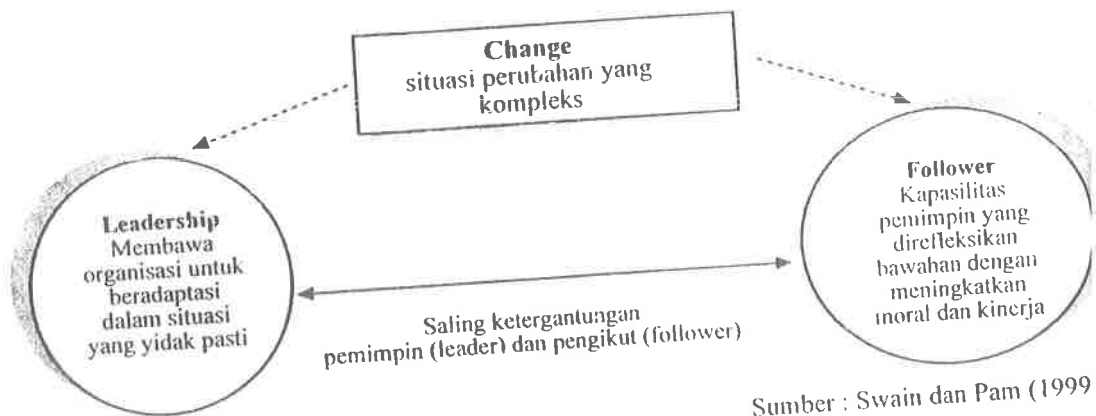 Change
situasi perubahan yang
kompleks
Leadership
Membawa
organisasi untuk
beradaptasi
dalam situasi
yang yidak pasti
Follower
Kapasilitas
pemimpin yang
direfleksikan
bawahan dengan
meningkatkan
moral dan kinerja
Saling ketergantungan
pemimpin (leader) dan pengikut (follower)
Sumber : Swain dan Pam (1999